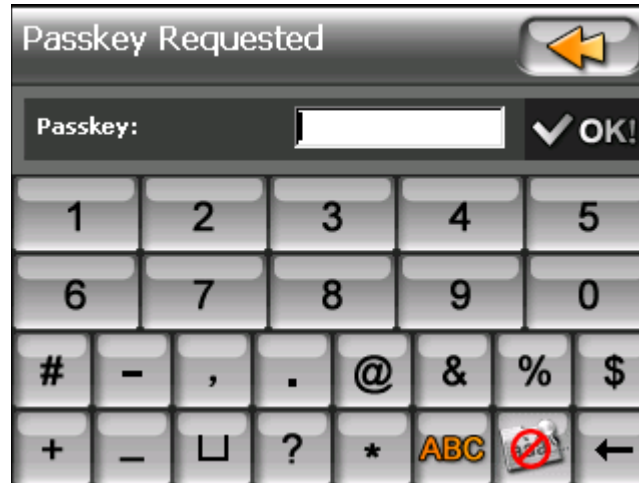 Passkey Requested
Passkey:
OK!
1 2 3 4 5
6 7 8 9 0
# - , . @ & % $
+ _ ? * ABC